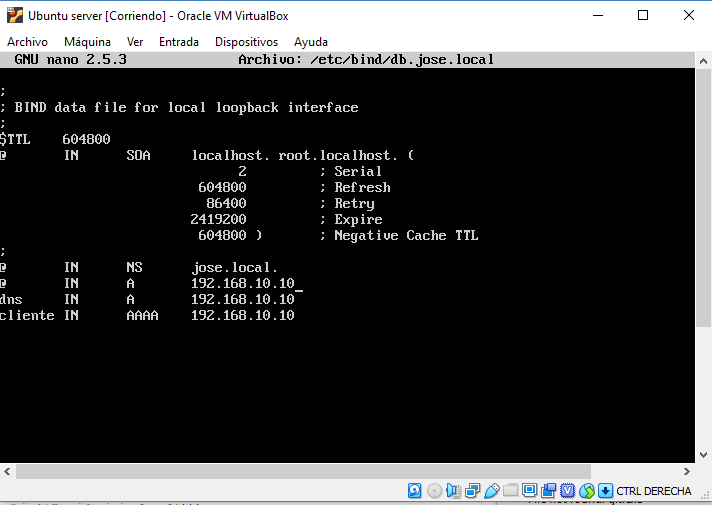 Ubuntu server [Corriendo] - Oracle VM VirtualBox
Archivo Máquina Ver Entrada Dispositivos Ayuda
GNU nano 2.5.3 Archivo: /etc/bind/db.jose.local
;
; BIND data file for local loopback interface
;
$TTL 604800
@ IN SOA localhost. root.localhost. (
2 ; Serial
604800 ; Refresh
86400 ; Retry
2419200 ; Expire
604800 ) ; Negative Cache TTL
;
@ IN NS jose.local.
@ IN A 192.168.10.10_
dns IN A 192.168.10.10
cliente IN AAAA 192.168.10.10
CTRL DERECHA